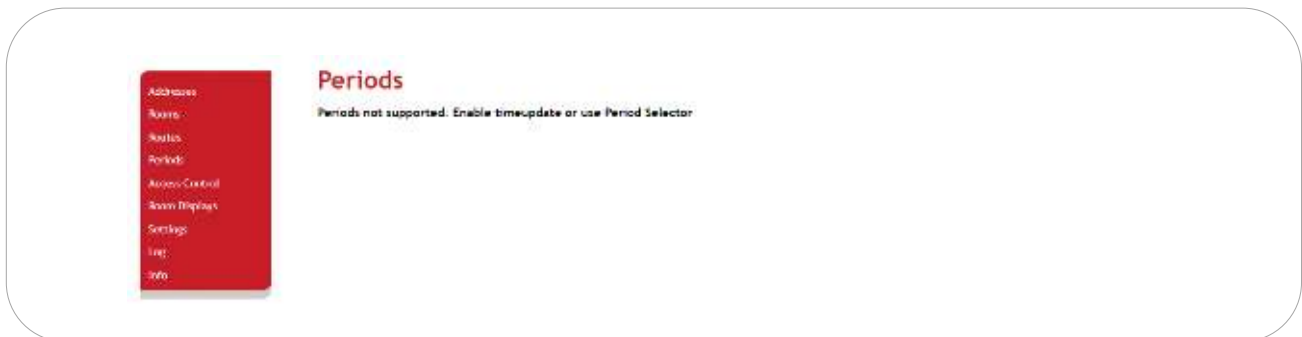 Addresses
Rooms
Routes
Periods
Access Control
Room Displays
Settings
Log
Info
Periods
Periods not supported. Enable timeupdate or use Period Selector